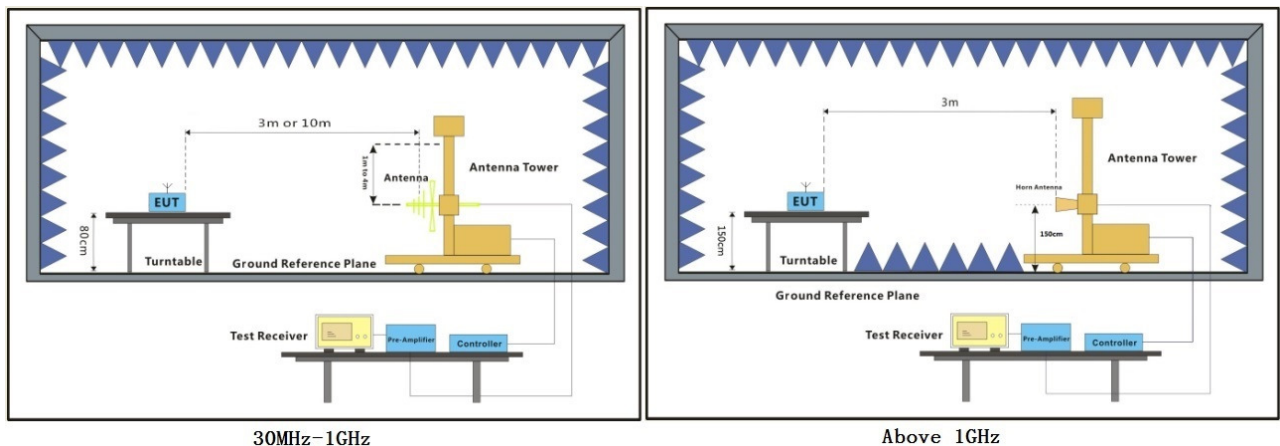 3m or 10m
1m to 4m
Antenna
Antenna Tower
EUT
80cm
Turntable
Ground Reference Plane
Test Receiver
Pre-Amplifier
Controller
30MHz-1GHz
3m
Antenna Tower
Horn Antenna
EUT
150cm
150cm
Turntable
Ground Reference Plane
Test Receiver
Pre-Amplifier
Controller
Above 1GHz